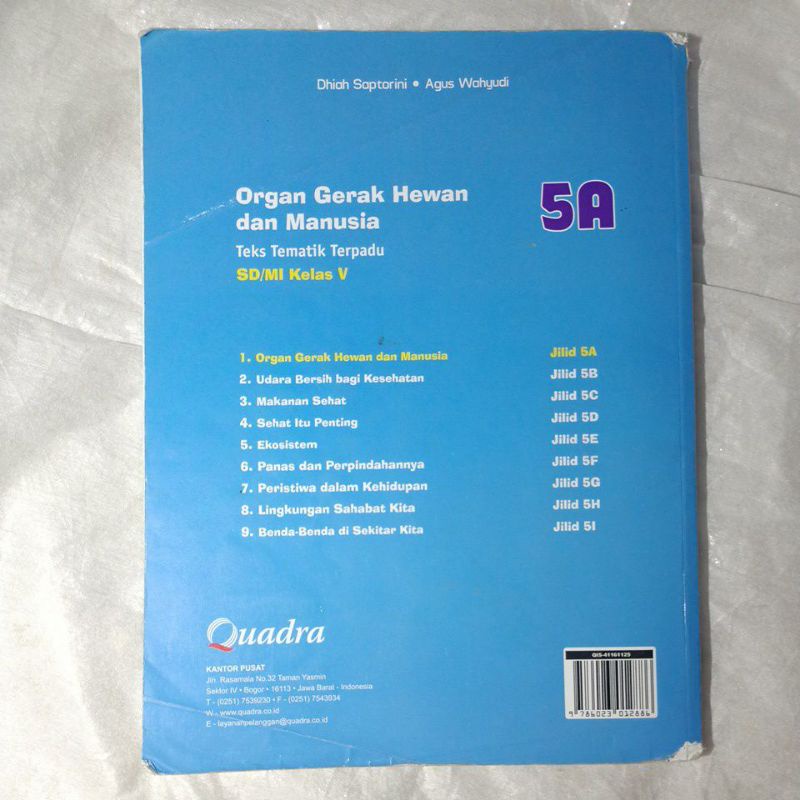 Dhiah Saptorini • Agus Wahyudi
Organ Gerak Hewan
dan Manusia
5A
Teks Tematik Terpadu
SD/MI Kelas V
1. Organ Gerak Hewan dan Manusia Jilid 5A
2. Udara Bersih bagi Kesehatan Jilid 5B
3. Makanan Sehat Jilid 5C
4. Sehat Itu Penting Jilid 5D
5. Ekosistem Jilid 5E
6. Panas dan Perpindahannya Jilid 5F
7. Peristiwa dalam Kehidupan Jilid 5G
8. Lingkungan Sahabat Kita Jilid 5H
9. Benda-Benda di Sekitar Kita Jilid 5I
Quadra
KANTOR PUSAT
Jln. Rasamala No.32 Taman Yasmin
Sektor IV • Bogor • 16113 • Jawa Barat - Indonesia
T - (0251) 7539230 • F - (0251) 7543934
W - www.quadra.co.id
E - layananpelanggan@quadra.co.id
GIS-41161125
9 786023 012886